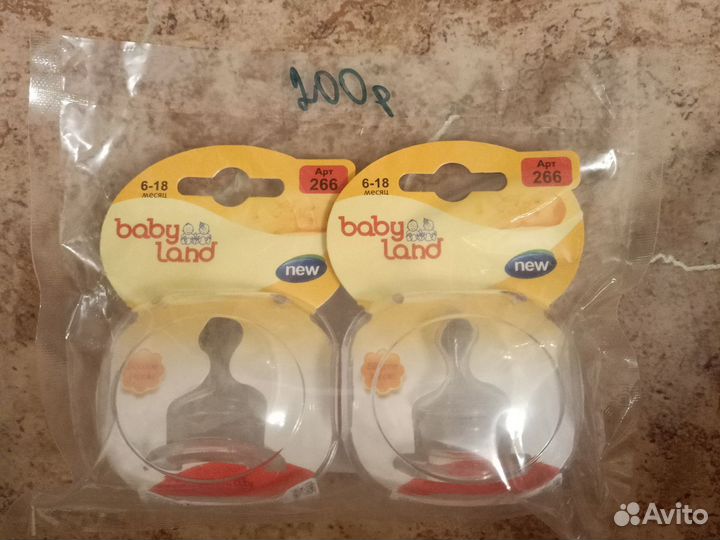 200р
6-18
месяц
Арт
266
baby
land
new
6-18
месяц
Арт
266
baby
land
new
Avito